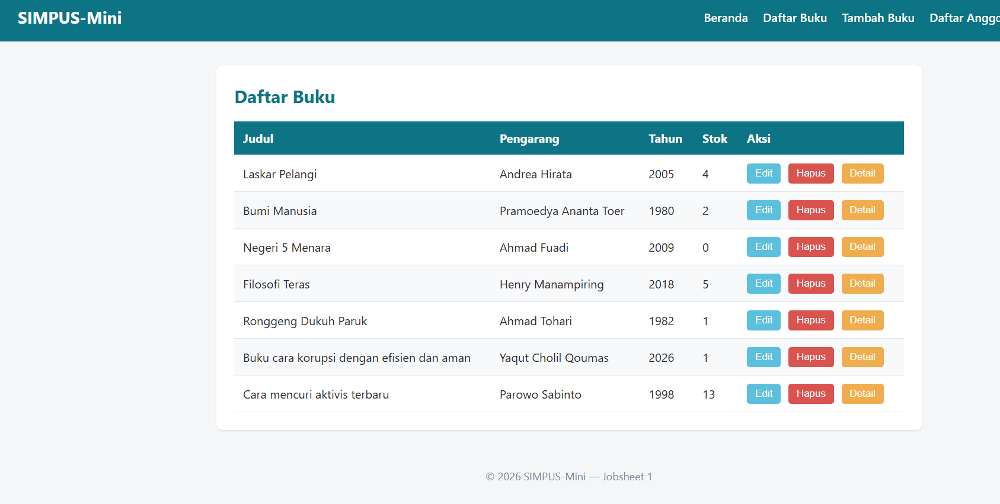 SIMPUS-Mini Beranda Daftar Buku Tambah Buku Daftar Anggo
Daftar Buku
Judul Pengarang Tahun Stok Aksi
Laskar Pelangi Andrea Hirata 2005 4 Edit Hapus Detail
Bumi Manusia Pramoedya Ananta Toer 1980 2 Edit Hapus Detail
Negeri 5 Menara Ahmad Fuadi 2009 0 Edit Hapus Detail
Filosofi Teras Henry Manampiring 2018 5 Edit Hapus Detail
Ronggeng Dukuh Paruk Ahmad Tohari 1982 1 Edit Hapus Detail
Buku cara korupsi dengan efisien dan aman Yaqut Cholil Qoumas 2026 1 Edit Hapus Detail
Cara mencuri aktivis terbaru Parowo Sabinto 1998 13 Edit Hapus Detail
© 2026 SIMPUS-Mini — Jobsheet 1